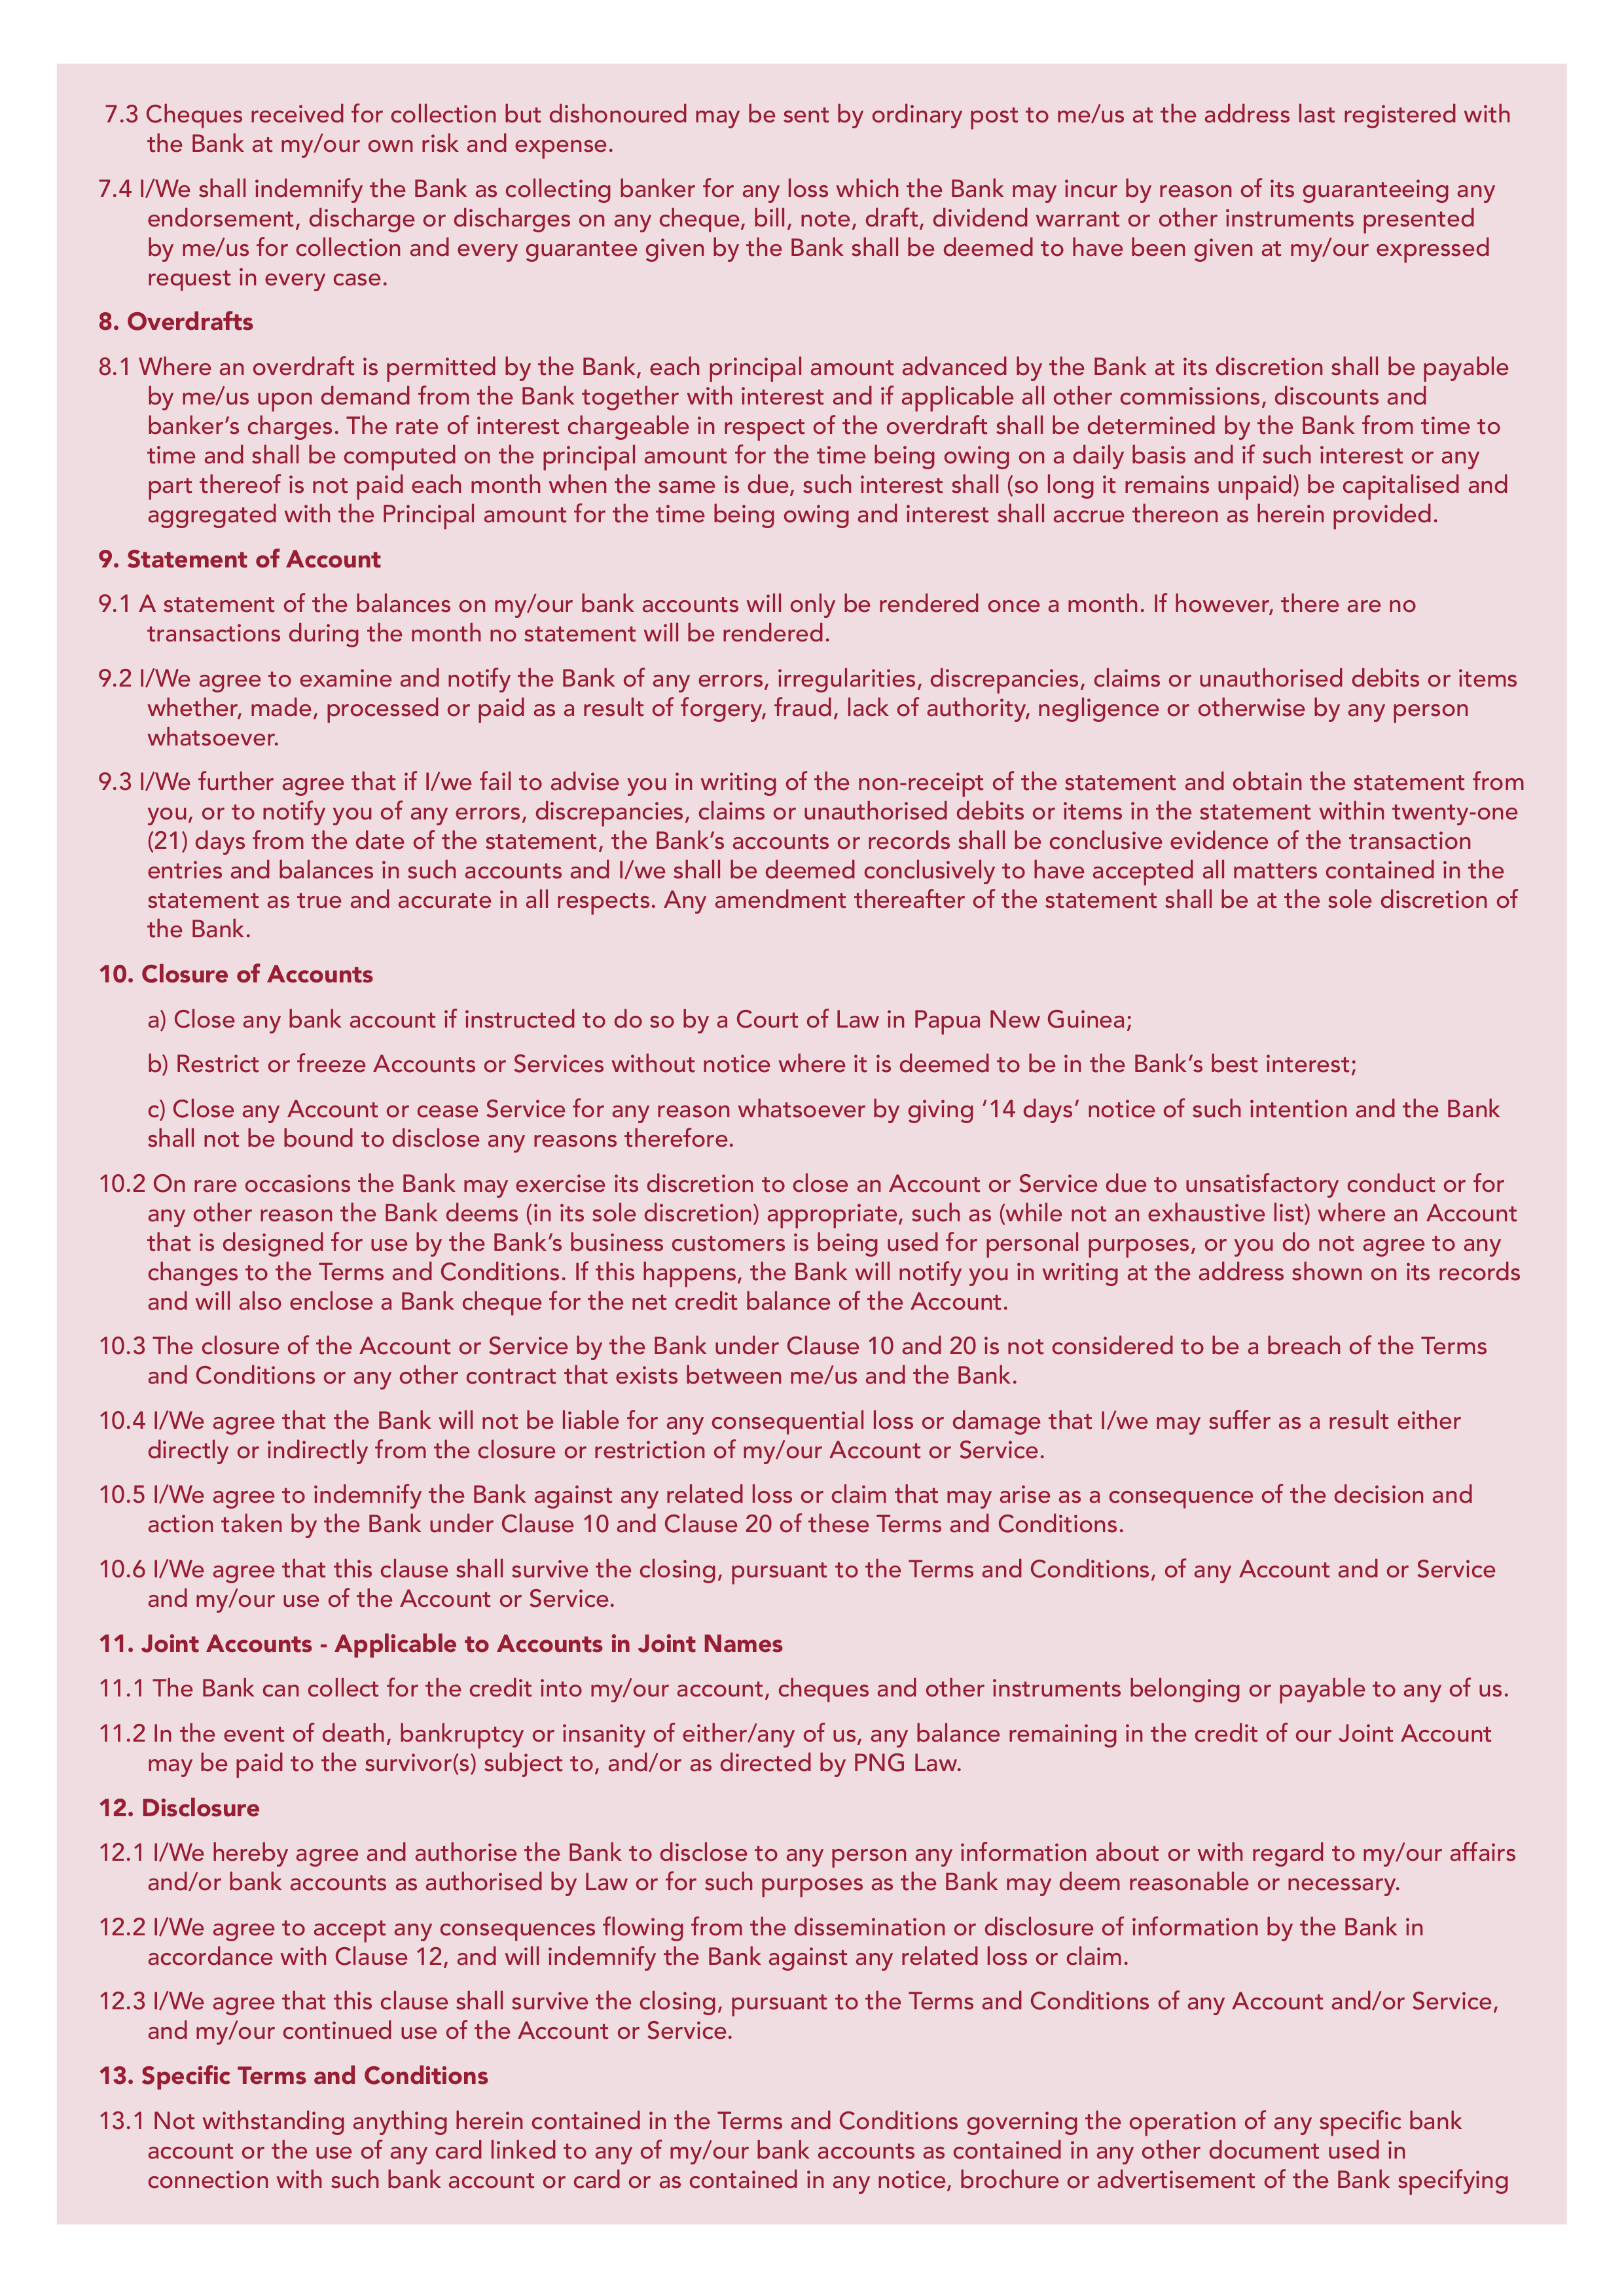 7.3 Cheques received for collection but dishonoured may be sent by ordinary post to me/us at the address last registered with
the Bank at my/our own risk and expense.
7.4 I/We shall indemnify the Bank as collecting banker for any loss which the Bank may incur by reason of its guaranteeing any
endorsement, discharge or discharges on any cheque, bill, note, draft, dividend warrant or other instruments presented
by me/us for collection and every guarantee given by the Bank shall be deemed to have been given at my/our expressed
request in every case.
8. Overdrafts
8.1 Where an overdraft is permitted by the Bank, each principal amount advanced by the Bank at its discretion shall be payable
by me/us upon demand from the Bank together with interest and if applicable all other commissions, discounts and
banker’s charges. The rate of interest chargeable in respect of the overdraft shall be determined by the Bank from time to
time and shall be computed on the principal amount for the time being owing on a daily basis and if such interest or any
part thereof is not paid each month when the same is due, such interest shall (so long it remains unpaid) be capitalised and
aggregated with the Principal amount for the time being owing and interest shall accrue thereon as herein provided.
9. Statement of Account
9.1 A statement of the balances on my/our bank accounts will only be rendered once a month. If however, there are no
transactions during the month no statement will be rendered.
9.2 I/We agree to examine and notify the Bank of any errors, irregularities, discrepancies, claims or unauthorised debits or items
whether, made, processed or paid as a result of forgery, fraud, lack of authority, negligence or otherwise by any person
whatsoever.
9.3 I/We further agree that if I/we fail to advise you in writing of the non-receipt of the statement and obtain the statement from
you, or to notify you of any errors, discrepancies, claims or unauthorised debits or items in the statement within twenty-one
(21) days from the date of the statement, the Bank’s accounts or records shall be conclusive evidence of the transaction
entries and balances in such accounts and I/we shall be deemed conclusively to have accepted all matters contained in the
statement as true and accurate in all respects. Any amendment thereafter of the statement shall be at the sole discretion of
the Bank.
10. Closure of Accounts
a) Close any bank account if instructed to do so by a Court of Law in Papua New Guinea;
b) Restrict or freeze Accounts or Services without notice where it is deemed to be in the Bank’s best interest;
c) Close any Account or cease Service for any reason whatsoever by giving ‘14 days’ notice of such intention and the Bank
shall not be bound to disclose any reasons therefore.
10.2 On rare occasions the Bank may exercise its discretion to close an Account or Service due to unsatisfactory conduct or for
any other reason the Bank deems (in its sole discretion) appropriate, such as (while not an exhaustive list) where an Account
that is designed for use by the Bank’s business customers is being used for personal purposes, or you do not agree to any
changes to the Terms and Conditions. If this happens, the Bank will notify you in writing at the address shown on its records
and will also enclose a Bank cheque for the net credit balance of the Account.
10.3 The closure of the Account or Service by the Bank under Clause 10 and 20 is not considered to be a breach of the Terms
and Conditions or any other contract that exists between me/us and the Bank.
10.4 I/We agree that the Bank will not be liable for any consequential loss or damage that I/we may suffer as a result either
directly or indirectly from the closure or restriction of my/our Account or Service.
10.5 I/We agree to indemnify the Bank against any related loss or claim that may arise as a consequence of the decision and
action taken by the Bank under Clause 10 and Clause 20 of these Terms and Conditions.
10.6 I/We agree that this clause shall survive the closing, pursuant to the Terms and Conditions, of any Account and or Service
and my/our use of the Account or Service.
11. Joint Accounts - Applicable to Accounts in Joint Names
11.1 The Bank can collect for the credit into my/our account, cheques and other instruments belonging or payable to any of us.
11.2 In the event of death, bankruptcy or insanity of either/any of us, any balance remaining in the credit of our Joint Account
may be paid to the survivor(s) subject to, and/or as directed by PNG Law.
12. Disclosure
12.1 I/We hereby agree and authorise the Bank to disclose to any person any information about or with regard to my/our affairs
and/or bank accounts as authorised by Law or for such purposes as the Bank may deem reasonable or necessary.
12.2 I/We agree to accept any consequences flowing from the dissemination or disclosure of information by the Bank in
accordance with Clause 12, and will indemnify the Bank against any related loss or claim.
12.3 I/We agree that this clause shall survive the closing, pursuant to the Terms and Conditions of any Account and/or Service,
and my/our continued use of the Account or Service.
13. Specific Terms and Conditions
13.1 Not withstanding anything herein contained in the Terms and Conditions governing the operation of any specific bank
account or the use of any card linked to any of my/our bank accounts as contained in any other document used in
connection with such bank account or card or as contained in any notice, brochure or advertisement of the Bank specifying